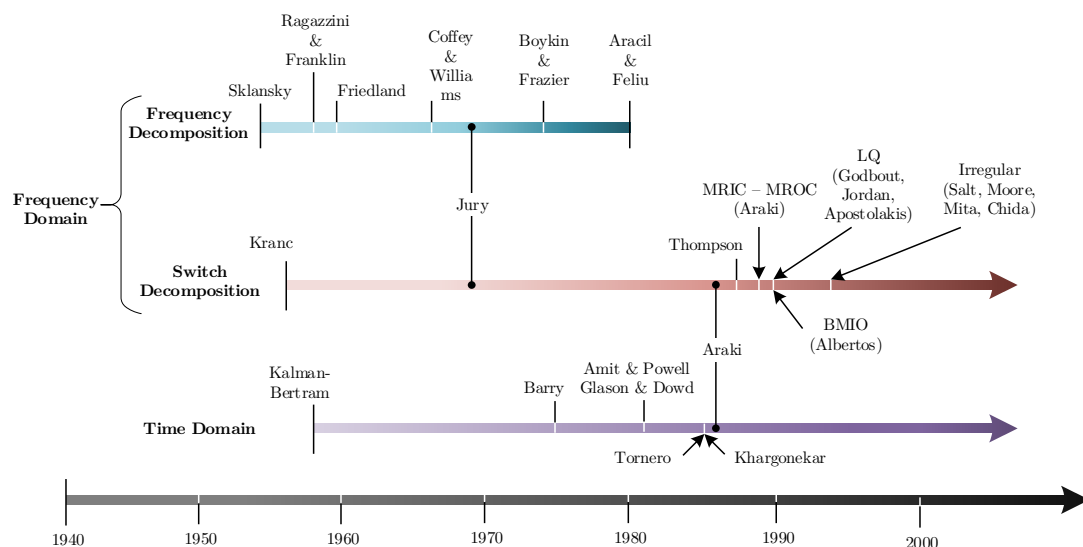 Ragazzini
&
Franklin
Coffey
&
Willia
ms
Boykin
&
Frazier
Aracil
&
Feliu
Sklansky
Friedland
Frequency
Decomposition
Frequency
Domain
Jury
MRIC – MROC
(Araki)
LQ
(Godbout,
Jordan,
Apostolakis)
Irregular
(Salt, Moore,
Mita, Chida)
Kranc
Thompson
Switch
Decomposition
BMIO
(Albertos)
Araki
Kalman-
Bertram
Barry
Amit & Powell
Glason & Dowd
Time Domain
Tornero
Khargonekar
1940
1950
1960
1970
1980
1990
2000